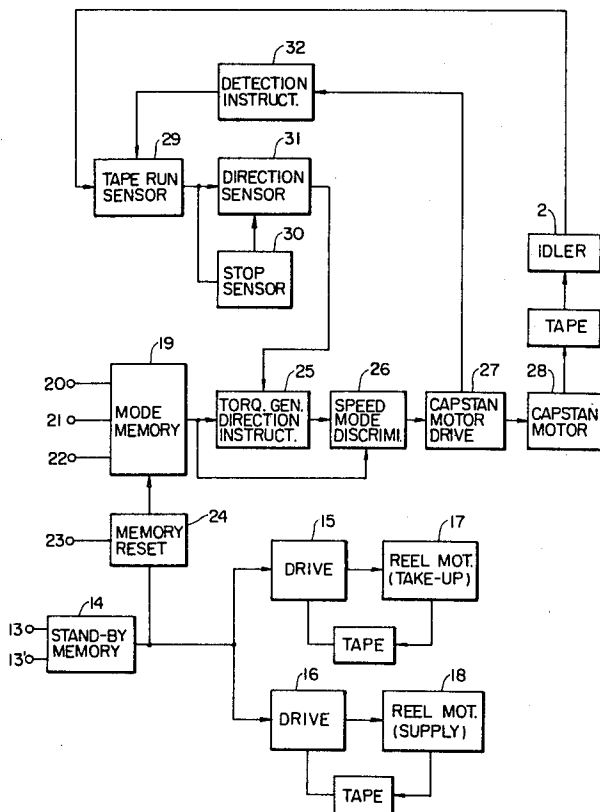 32
DETECTION
INSTRUCT.
29
31
TAPE RUN
SENSOR
DIRECTION
SENSOR
30
STOP
SENSOR
2
IDLER
TAPE
19
20
21
22
MODE
MEMORY
25
TORQ. GEN.
DIRECTION
INSTRUCT.
26
SPEED
MODE
DISCRIMI.
27
CAPSTAN
MOTOR
DRIVE
28
CAPSTAN
MOTOR
24
23
MEMORY
RESET
15
DRIVE
17
REEL MOT.
(TAKE-UP)
TAPE
14
13
13'
STAND-BY
MEMORY
16
DRIVE
18
REEL MOT.
(SUPPLY)
TAPE